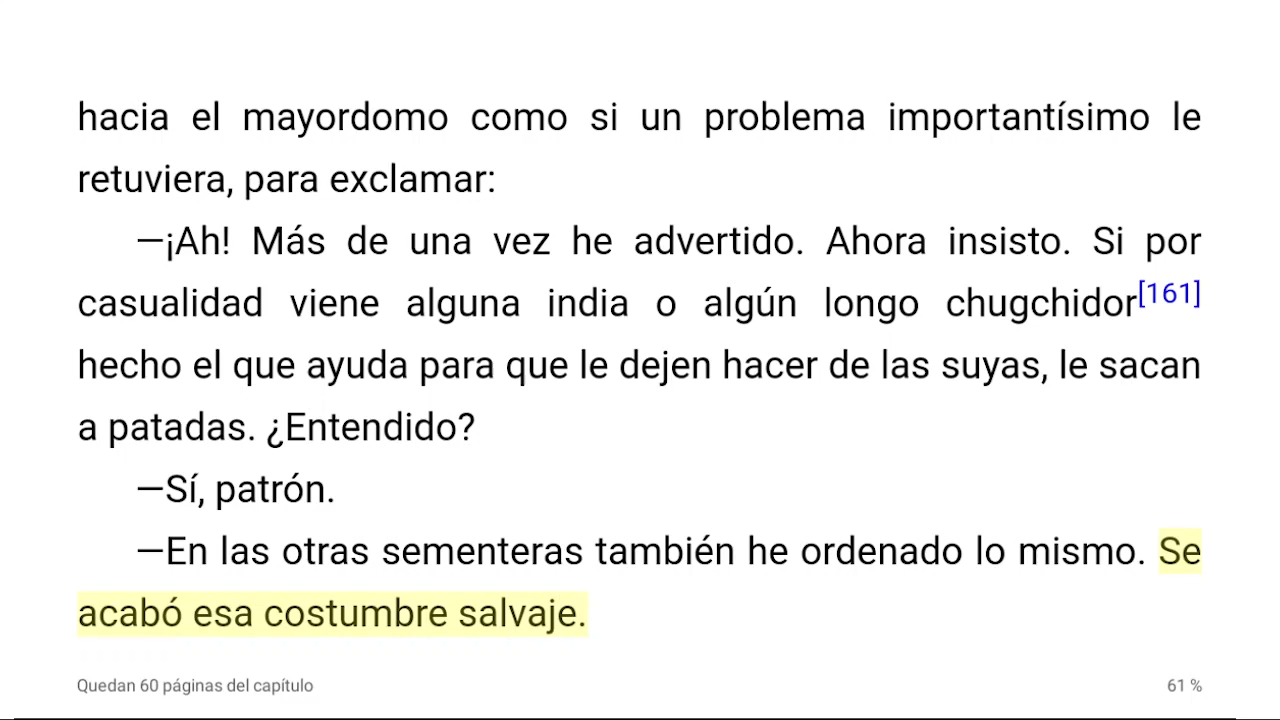 hacia el mayordomo como si un problema importantísimo le
retuviera, para exclamar:
—¡Ah! Más de una vez he advertido. Ahora insisto. Si por
casualidad viene alguna india o algún longo chugchidor[161]
hecho el que ayuda para que le dejen hacer de las suyas, le sacan
a patadas. ¿Entendido?
—Sí, patrón.
—En las otras sementeras también he ordenado lo mismo. Se
acabó esa costumbre salvaje.
Quedan 60 páginas del capítulo
61 %